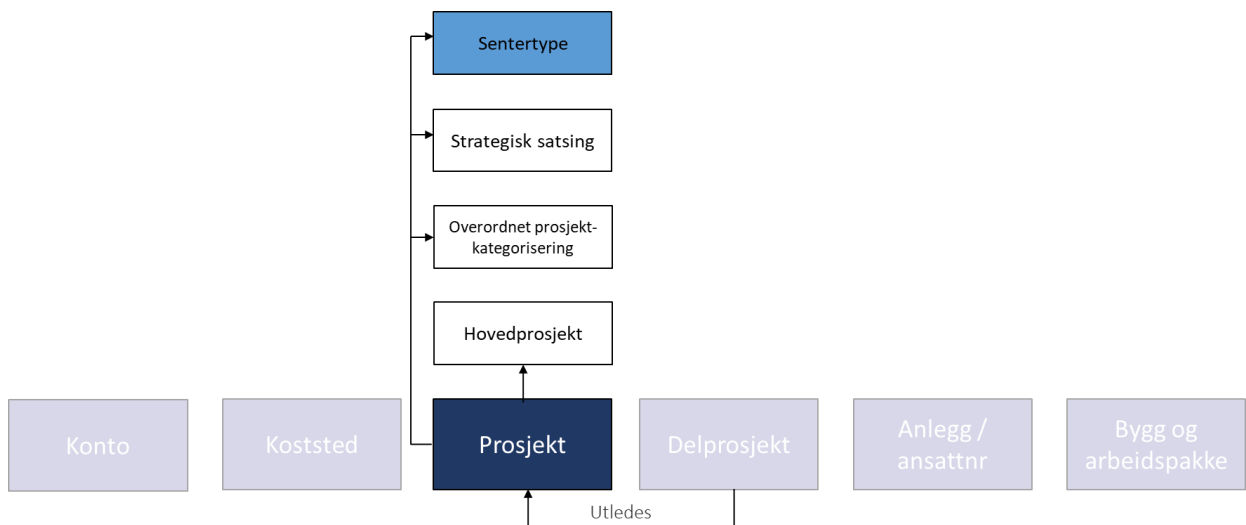 Sentertype
Strategisk satsing
Overordnet prosjekt-
kategorisering
Hovedprosjekt
Konto
Koststed
Prosjekt
Delprosjekt
Anlegg /
ansattnr
Bygg og
arbeidspakke
Utledes